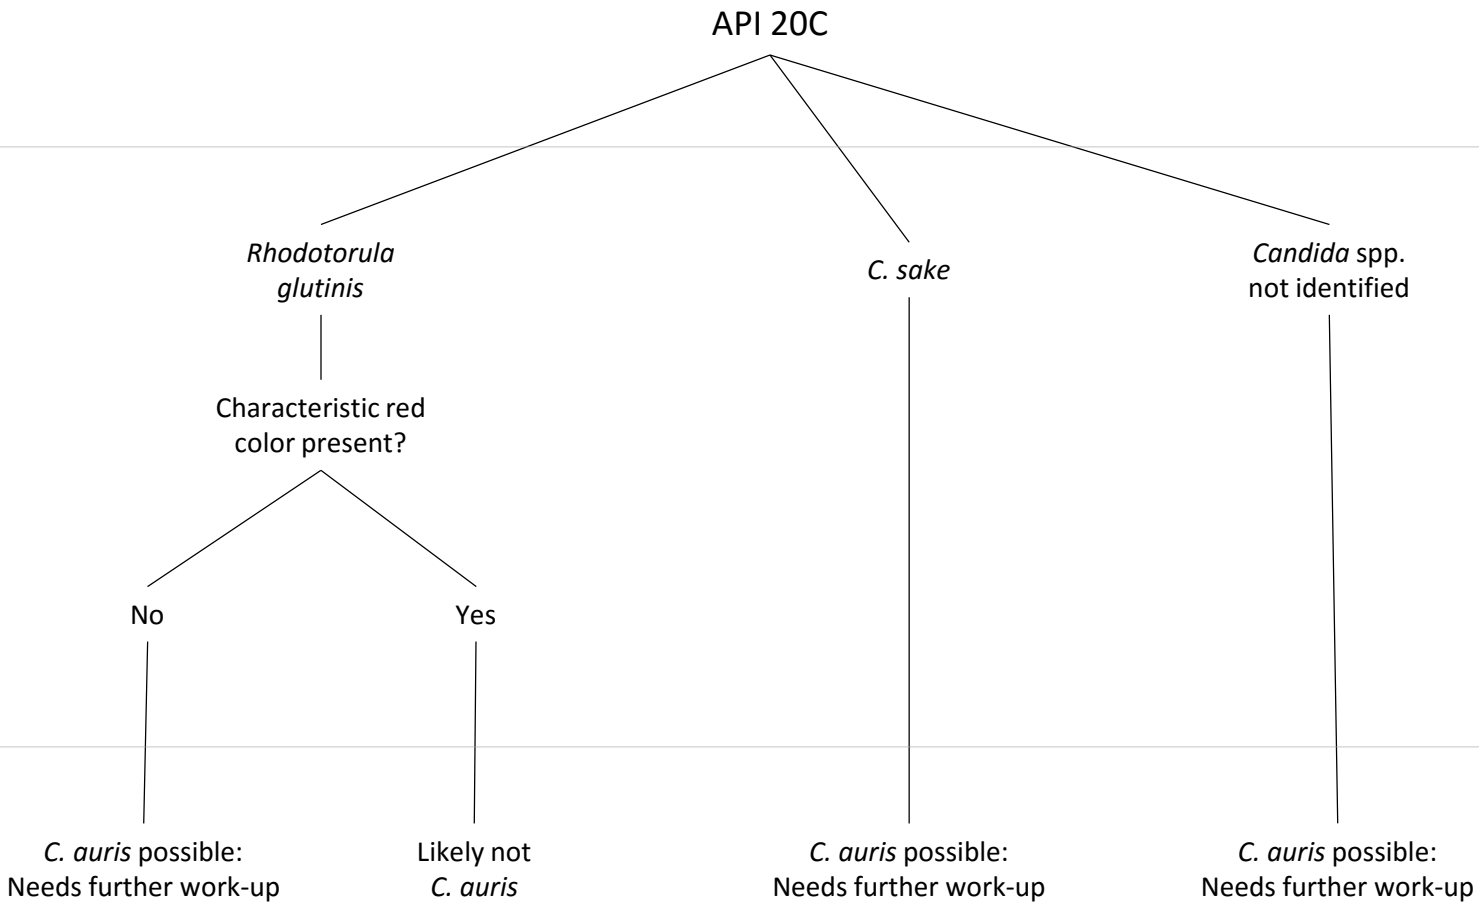 API 20C
Rhodotorula
glutinis
C. sake
Candida spp.
not identified
Characteristic red
color present?
No
Yes
C. auris possible:
Needs further work-up
Likely not
C. auris
C. auris possible:
Needs further work-up
C. auris possible:
Needs further work-up